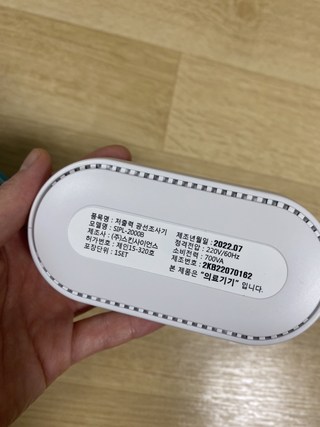 품목명 : 저출력 광선조사기
모델명 : SIPL-2000B
제조사 : (주)스킨사이언스
허가번호 : 제인15-320호
포장단위 : 1SET
제조년월일 : 2022.07
정격전압 : 220V/60Hz
소비전력 : 700VA
제조번호 : 2KB22070162
본 제품은 "의료기기" 입니다.